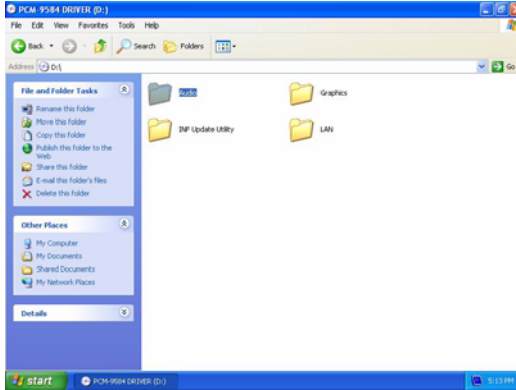 PCM-9584 DRIVER (D:)
File Edit View Favorites Tools Help
Back Search Folders
Address D:\ Go
File and Folder Tasks
Rename this folder
Move this folder
Copy this folder
Publish this folder to the
Web
Share this folder
E-mail this folder's files
Delete this folder
Other Places
My Computer
My Documents
Shared Documents
My Network Places
Details
Audio
Graphics
INF Update Utility
LAN
start PCM-9584 DRIVER (D:) 5:13 PM